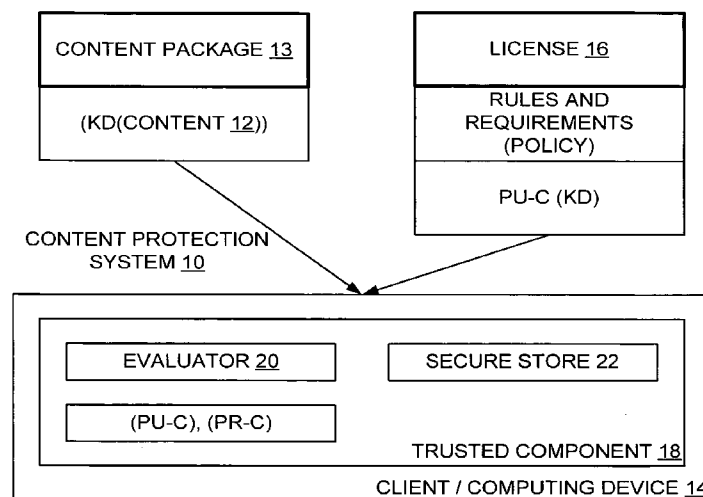 CONTENT PACKAGE 13
(KD(CONTENT 12))
LICENSE 16
RULES AND
REQUIREMENTS
(POLICY)
PU-C (KD)
CONTENT PROTECTION
SYSTEM 10
EVALUATOR 20
SECURE STORE 22
(PU-C), (PR-C)
TRUSTED COMPONENT 18
CLIENT / COMPUTING DEVICE 14